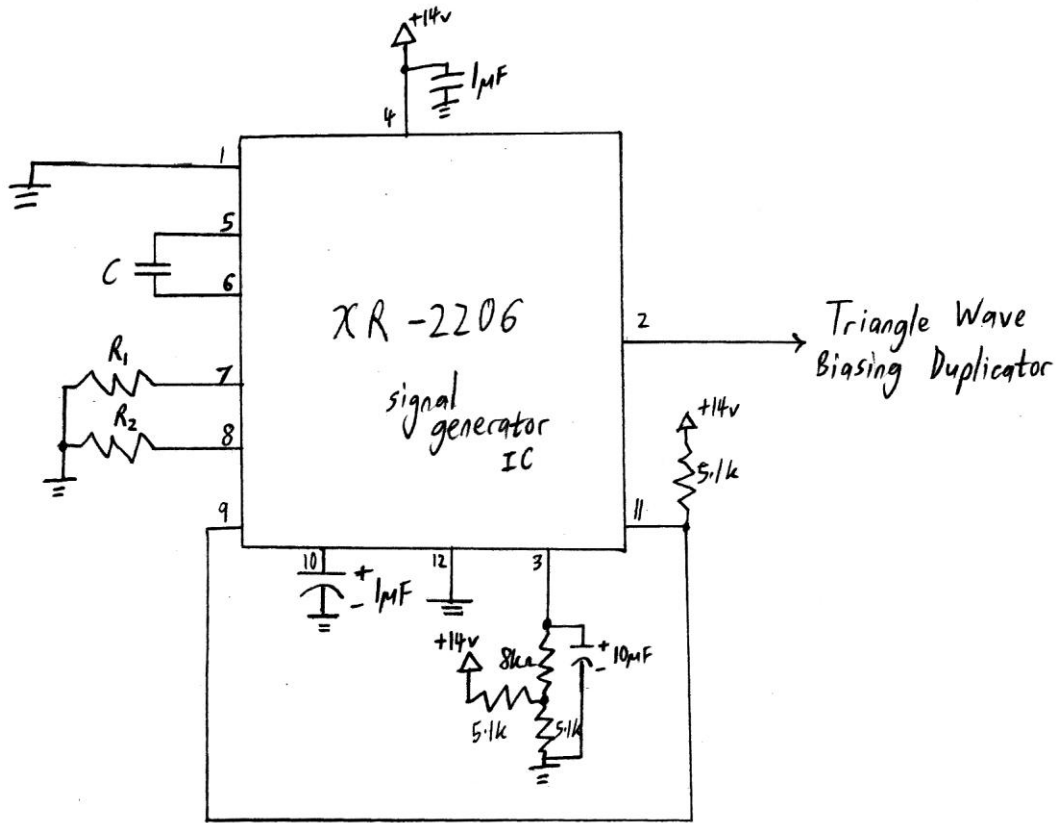 +14v
1μF
4
1
5
C
6
XR-2206
2
Triangle Wave
Biasing Duplicator
R1
7
signal
generator
IC
R2
8
+14v
5.1k
9
11
10
+
-
1μF
12
3
+14v
8kΩ
+
-
10μF
5.1k
5.1k